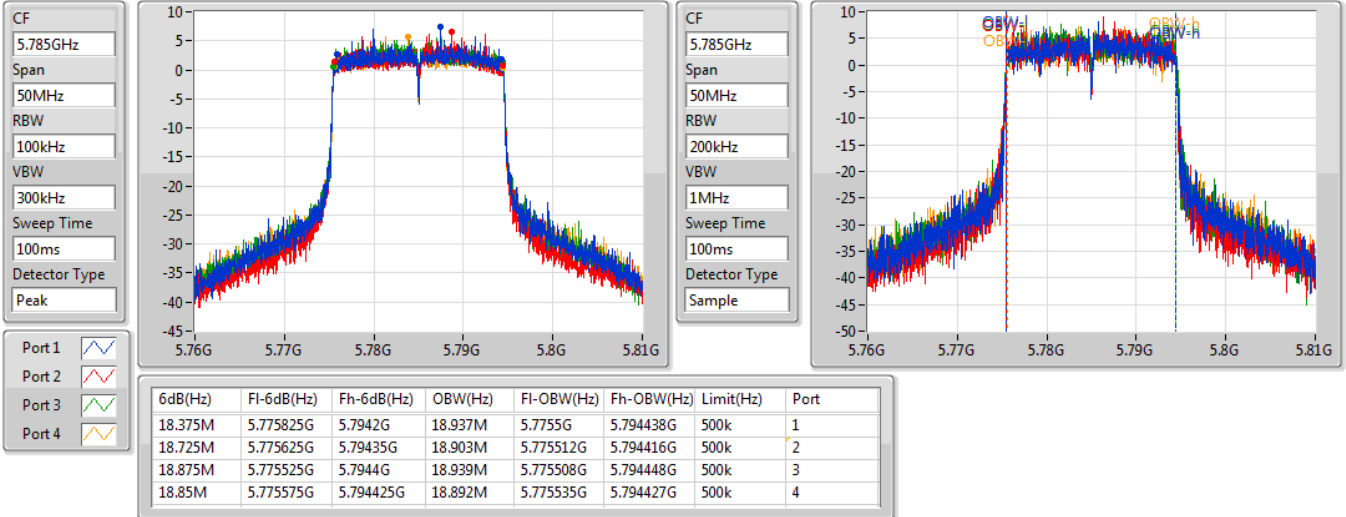 CF
5.785GHz
Span
50MHz
RBW
100kHz
VBW
300kHz
Sweep Time
100ms
Detector Type
Peak
10
5
0
-5
-10
-15
-20
-25
-30
-35
-40
-45
5.76G 5.77G 5.78G 5.79G 5.8G 5.81G
CF
5.785GHz
Span
50MHz
RBW
200kHz
VBW
1MHz
Sweep Time
100ms
Detector Type
Sample
10
5
0
-5
-10
-15
-20
-25
-30
-35
-40
-45
-50
OBW-l OBW-h
OBW-h
5.76G 5.77G 5.78G 5.79G 5.8G 5.81G
Port 1
Port 2
Port 3
Port 4
6dB(Hz) Fl-6dB(Hz) Fh-6dB(Hz) OBW(Hz) Fl-OBW(Hz) Fh-OBW(Hz) Limit(Hz) Port
18.375M 5.775825G 5.7942G 18.937M 5.7755G 5.794438G 500k 1
18.725M 5.775625G 5.79435G 18.903M 5.775512G 5.794416G 500k 2
18.875M 5.775525G 5.7944G 18.939M 5.775508G 5.794448G 500k 3
18.85M 5.775575G 5.794425G 18.892M 5.775535G 5.794427G 500k 4